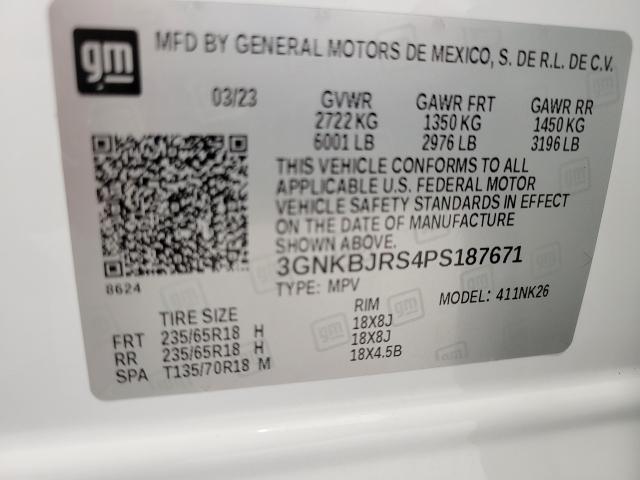 gm
MFD BY GENERAL MOTORS DE MEXICO, S. DE R.L. DE C.V.
03/23 GVWR GAWR FRT GAWR RR
2722 KG 1350 KG 1450 KG
6001 LB 2976 LB 3196 LB
THIS VEHICLE CONFORMS TO ALL
APPLICABLE U.S. FEDERAL MOTOR
VEHICLE SAFETY STANDARDS IN EFFECT
ON THE DATE OF MANUFACTURE
SHOWN ABOVE.
3GNKBJRS4PS187671
8624 TYPE: MPV MODEL: 411NK26
TIRE SIZE RIM
FRT 235/65R18 H 18X8J
RR 235/65R18 H 18X8J
SPA T135/70R18 M 18X4.5B